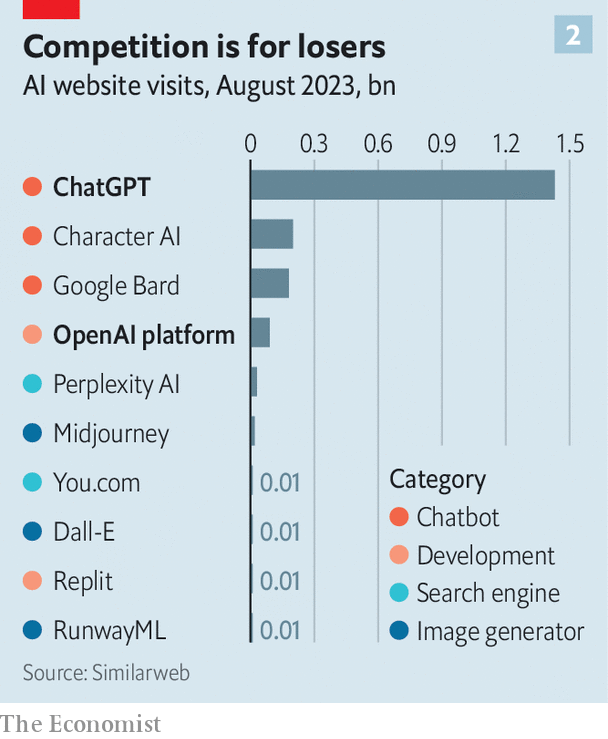 Competition is for losers
2
AI website visits, August 2023, bn
0 0.3 0.6 0.9 1.2 1.5
ChatGPT
Character AI
Google Bard
OpenAI platform
Perplexity AI
Midjourney
You.com 0.01
Dall-E 0.01
Replit 0.01
RunwayML 0.01
Category
Chatbot
Development
Search engine
Image generator
Source: Similarweb
The Economist